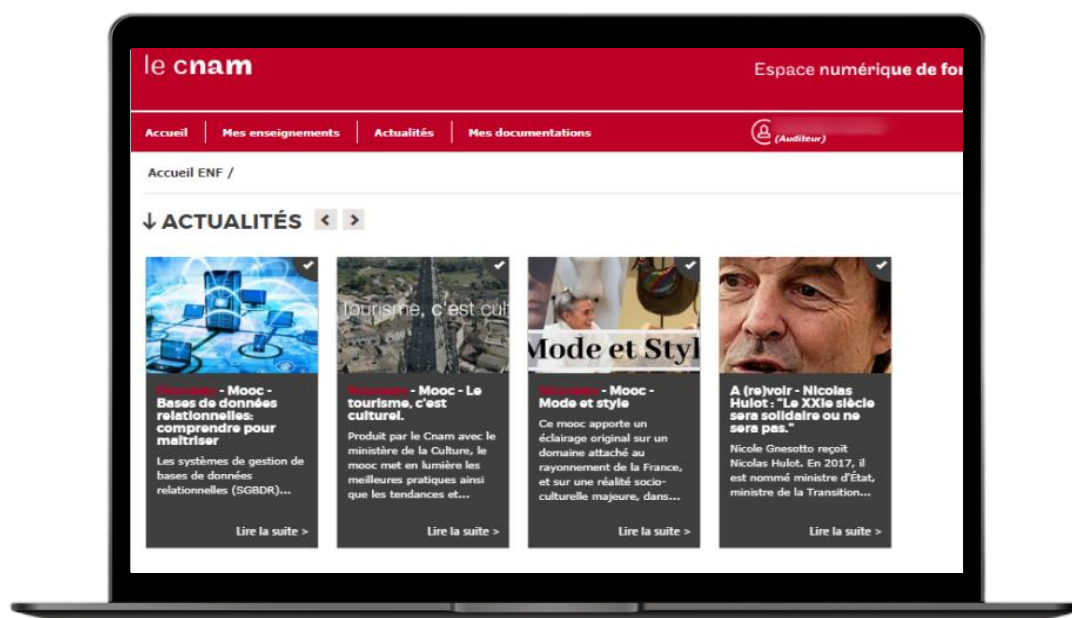 le cnam
Espace numérique de for
Accueil
Mes enseignements
Actualités
Mes documentations
(Auditeur)
Accueil ENF /
↓ ACTUALITÉS < >
Tourisme, c'est cult
Mode et Styl
Nouveau - Mooc -
Bases de données
relationnelles:
comprendre pour
maîtriser
Les systèmes de gestion de
bases de données
relationnelles (SGBDR)...
Lire la suite >
Nouveau - Mooc - Le
tourisme, c'est
culturel.
Produit par le Cnam avec le
ministère de la Culture, le
mooc met en lumière les
meilleures pratiques ainsi
que les tendances et...
Lire la suite >
Nouveau - Mooc -
Mode et style
Ce mooc apporte un
éclairage original sur un
domaine attaché au
rayonnement de la France,
et sur une réalité socio-
culturelle majeure, dans...
Lire la suite >
A (re)voir - Nicolas
Hulot : "Le XXIe siècle
sera solidaire ou ne
sera pas."
Nicole Gnesotto reçoit
Nicolas Hulot. En 2017, il
est nommé ministre d'État,
ministre de la Transition...
Lire la suite >